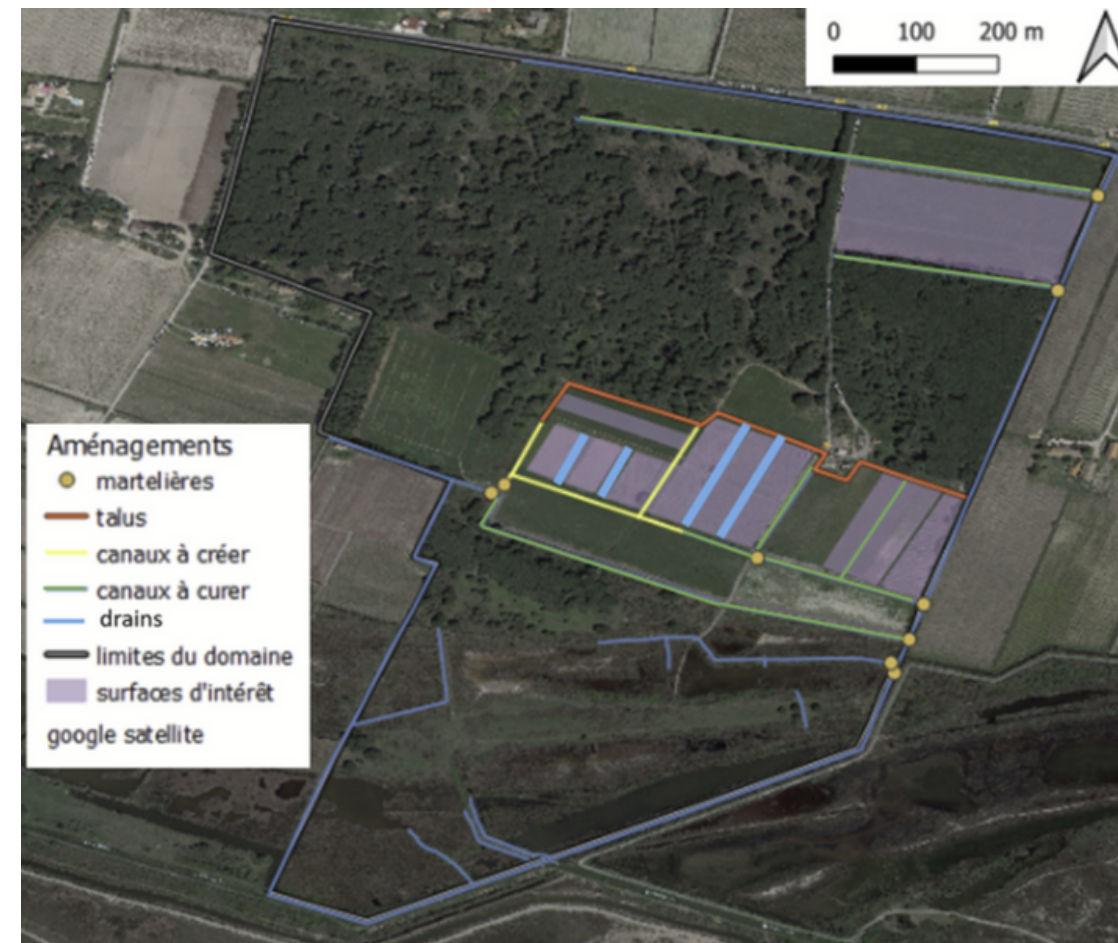 0 100 200 m
Aménagements
martelières
talus
canaux à créer
canaux à curer
drains
limites du domaine
surfaces d'intérêt
google satellite